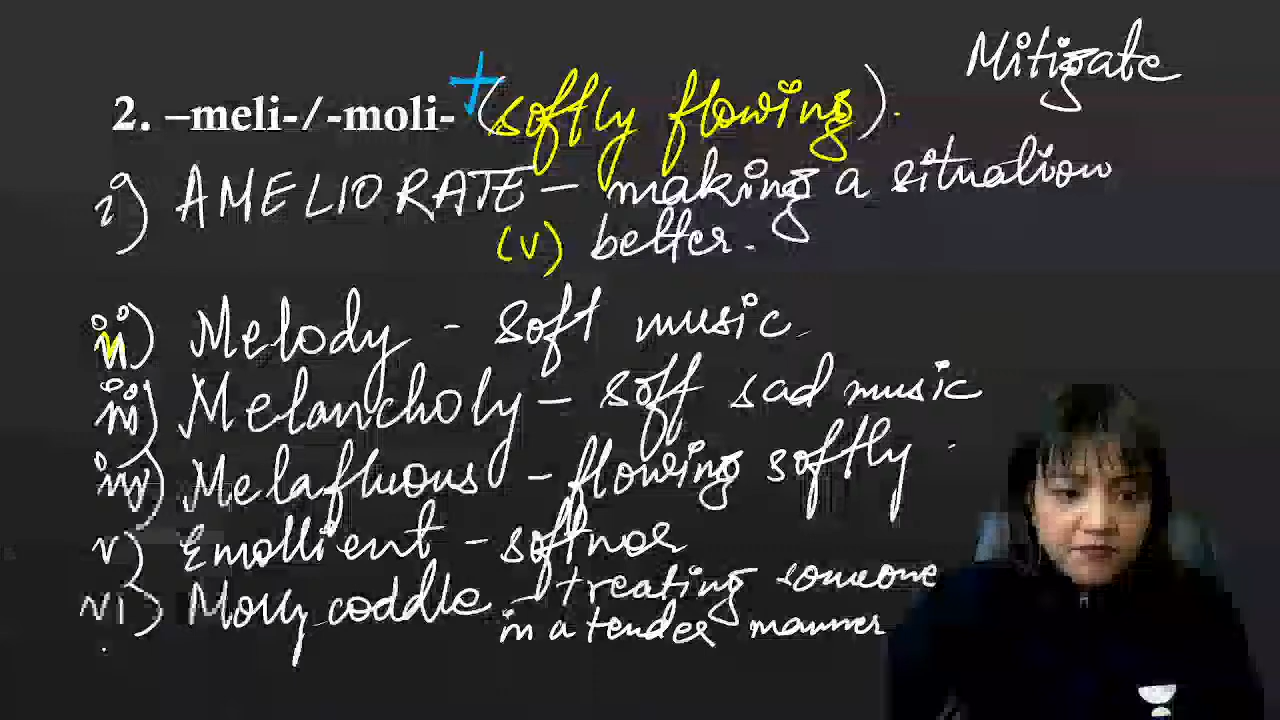 Mitigate
2. –meli-/-moli- + (softly flowing).
i) AMELIORATE – making a situation
(v) better.
ii) Melody - soft music
iii) Melancholy – soft sad music
iv) Melafluous - flowing softly
v) Emollient - softnor
vi) Molly coddle - treating someone
in a tender manner